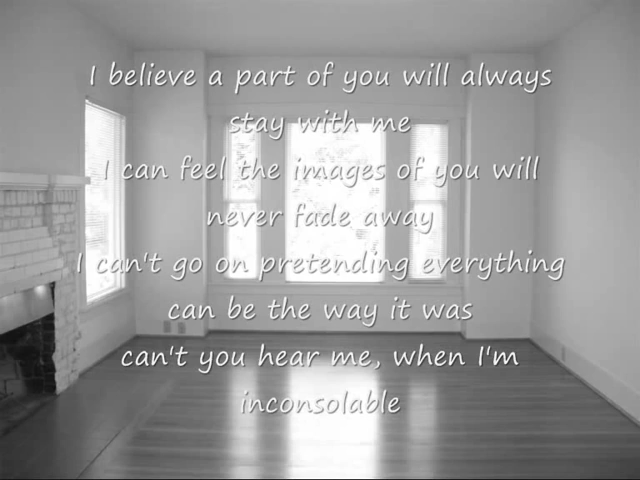 I believe a part of you will always
stay with me
I can feel the images of you will
never fade away
I can't go on pretending everything
can be the way it was
can't you hear me, when I'm
inconsolable